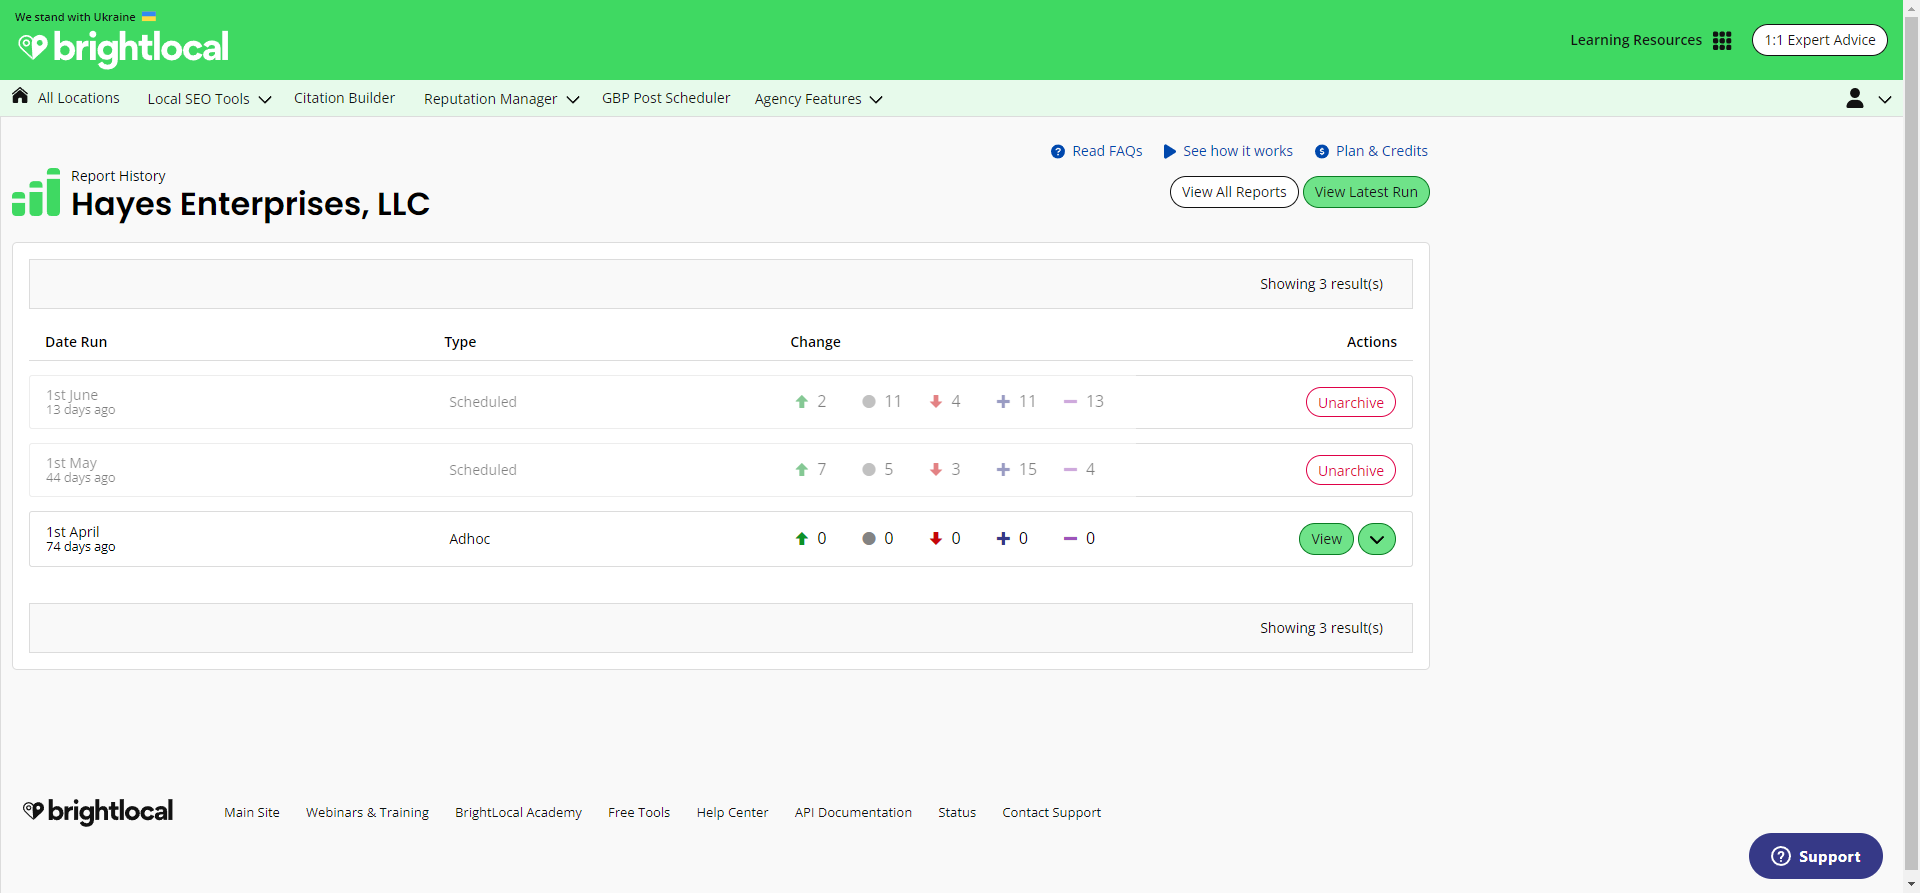 We stand with Ukraine
brightlocal
Learning Resources
1:1 Expert Advice
All Locations
Local SEO Tools
Citation Builder
Reputation Manager
GBP Post Scheduler
Agency Features
Read FAQs
See how it works
Plan & Credits
Report History
Hayes Enterprises, LLC
View All Reports
View Latest Run
Showing 3 result(s)
Date Run Type Change Actions
1st June
13 days ago
Scheduled 2 11 4 11 13 Unarchive
1st May
44 days ago
Scheduled 7 5 3 15 4 Unarchive
1st April
74 days ago
Adhoc 0 0 0 0 0 View
Showing 3 result(s)
brightlocal
Main Site
Webinars & Training
BrightLocal Academy
Free Tools
Help Center
API Documentation
Status
Contact Support
Support